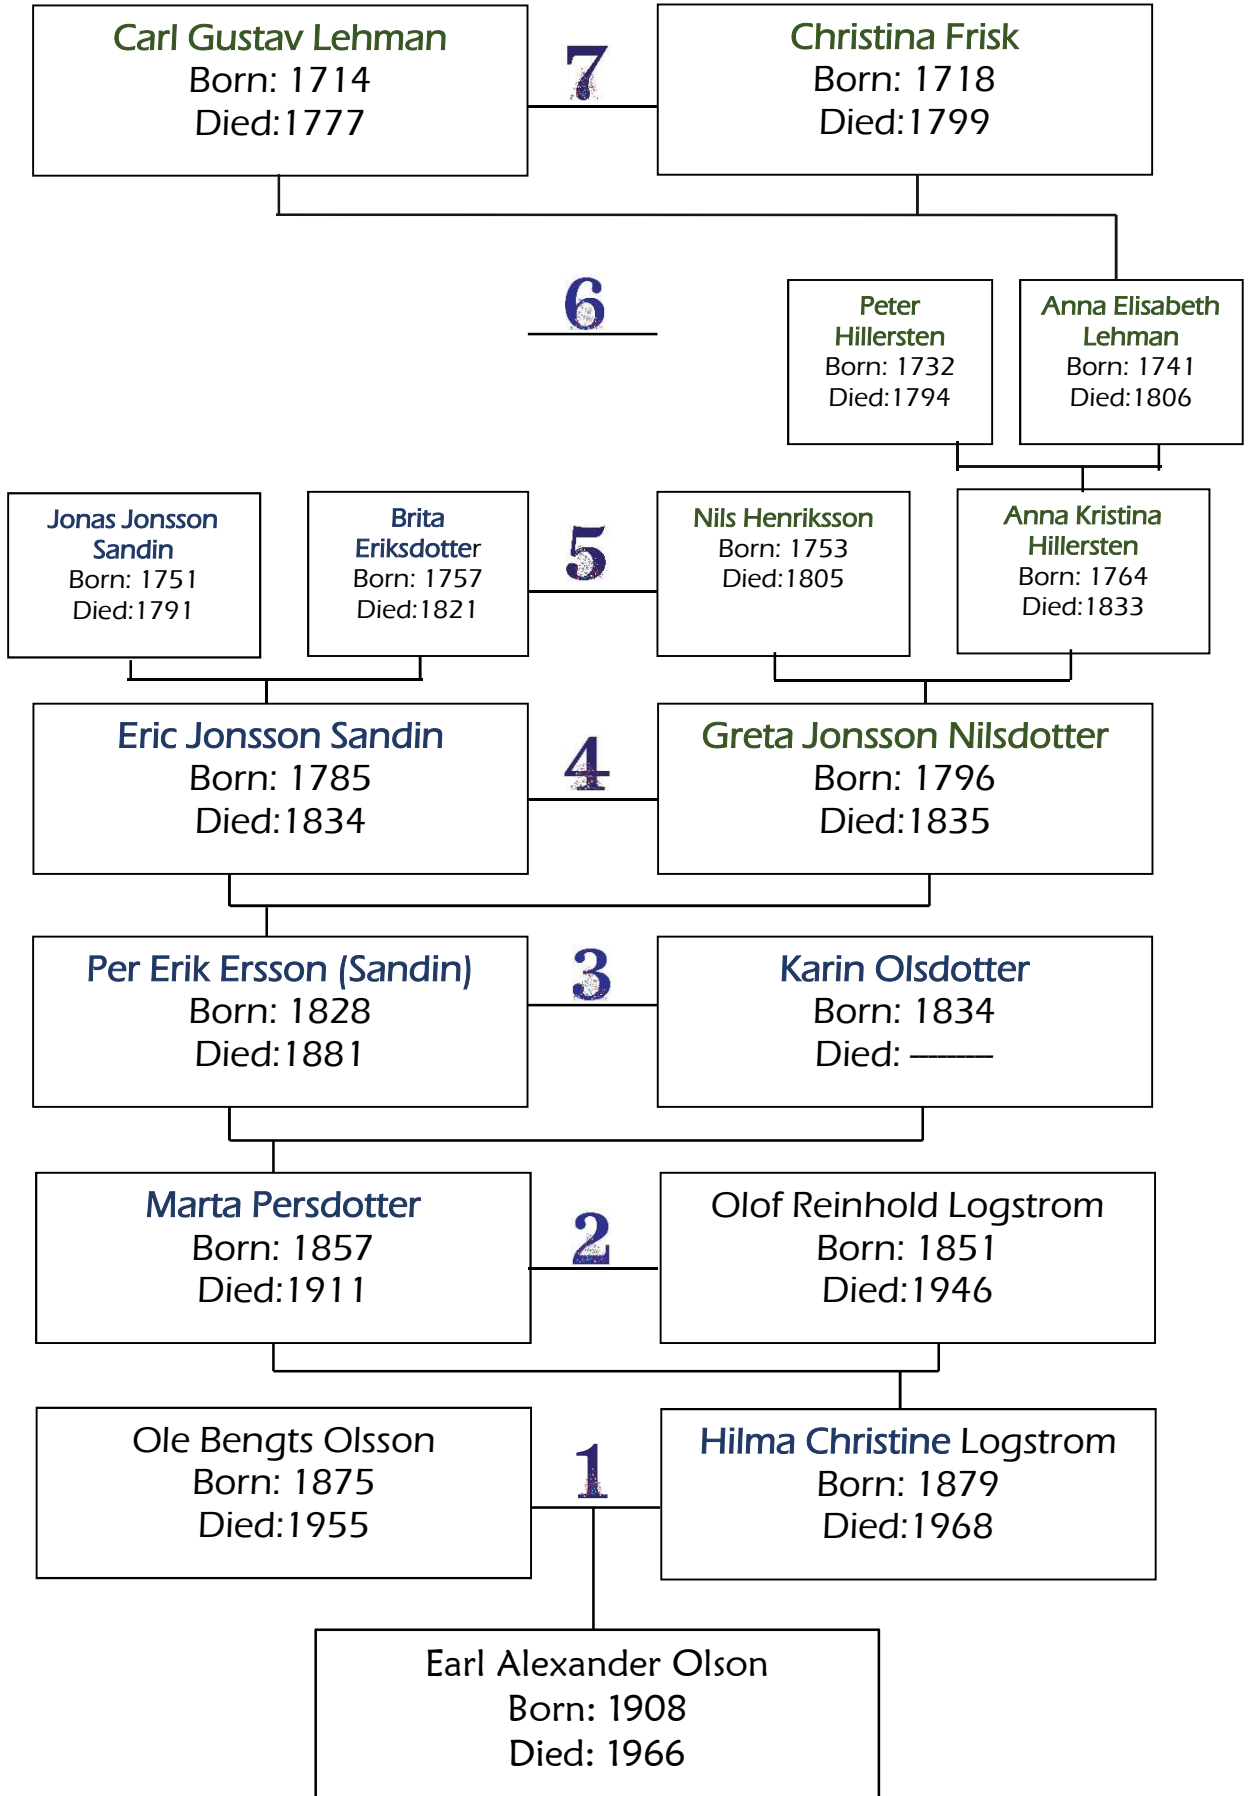 Carl Gustav Lehman
Born: 1714
Died:1777
7
Christina Frisk
Born: 1718
Died:1799
6
Peter
Hillersten
Born: 1732
Died:1794
Anna Elisabeth
Lehman
Born: 1741
Died:1806
Jonas Jonsson
Sandin
Born: 1751
Died:1791
Brita
Eriksdotter
Born: 1757
Died:1821
5
Nils Henriksson
Born: 1753
Died:1805
Anna Kristina
Hillersten
Born: 1764
Died:1833
Eric Jonsson Sandin
Born: 1785
Died:1834
4
Greta Jonsson Nilsdotter
Born: 1796
Died:1835
Per Erik Ersson (Sandin)
Born: 1828
Died:1881
3
Karin Olsdotter
Born: 1834
Died: ----------
Marta Persdotter
Born: 1857
Died:1911
2
Olof Reinhold Logstrom
Born: 1851
Died:1946
Ole Bengts Olsson
Born: 1875
Died:1955
1
Hilma Christine Logstrom
Born: 1879
Died:1968
Earl Alexander Olson
Born: 1908
Died: 1966